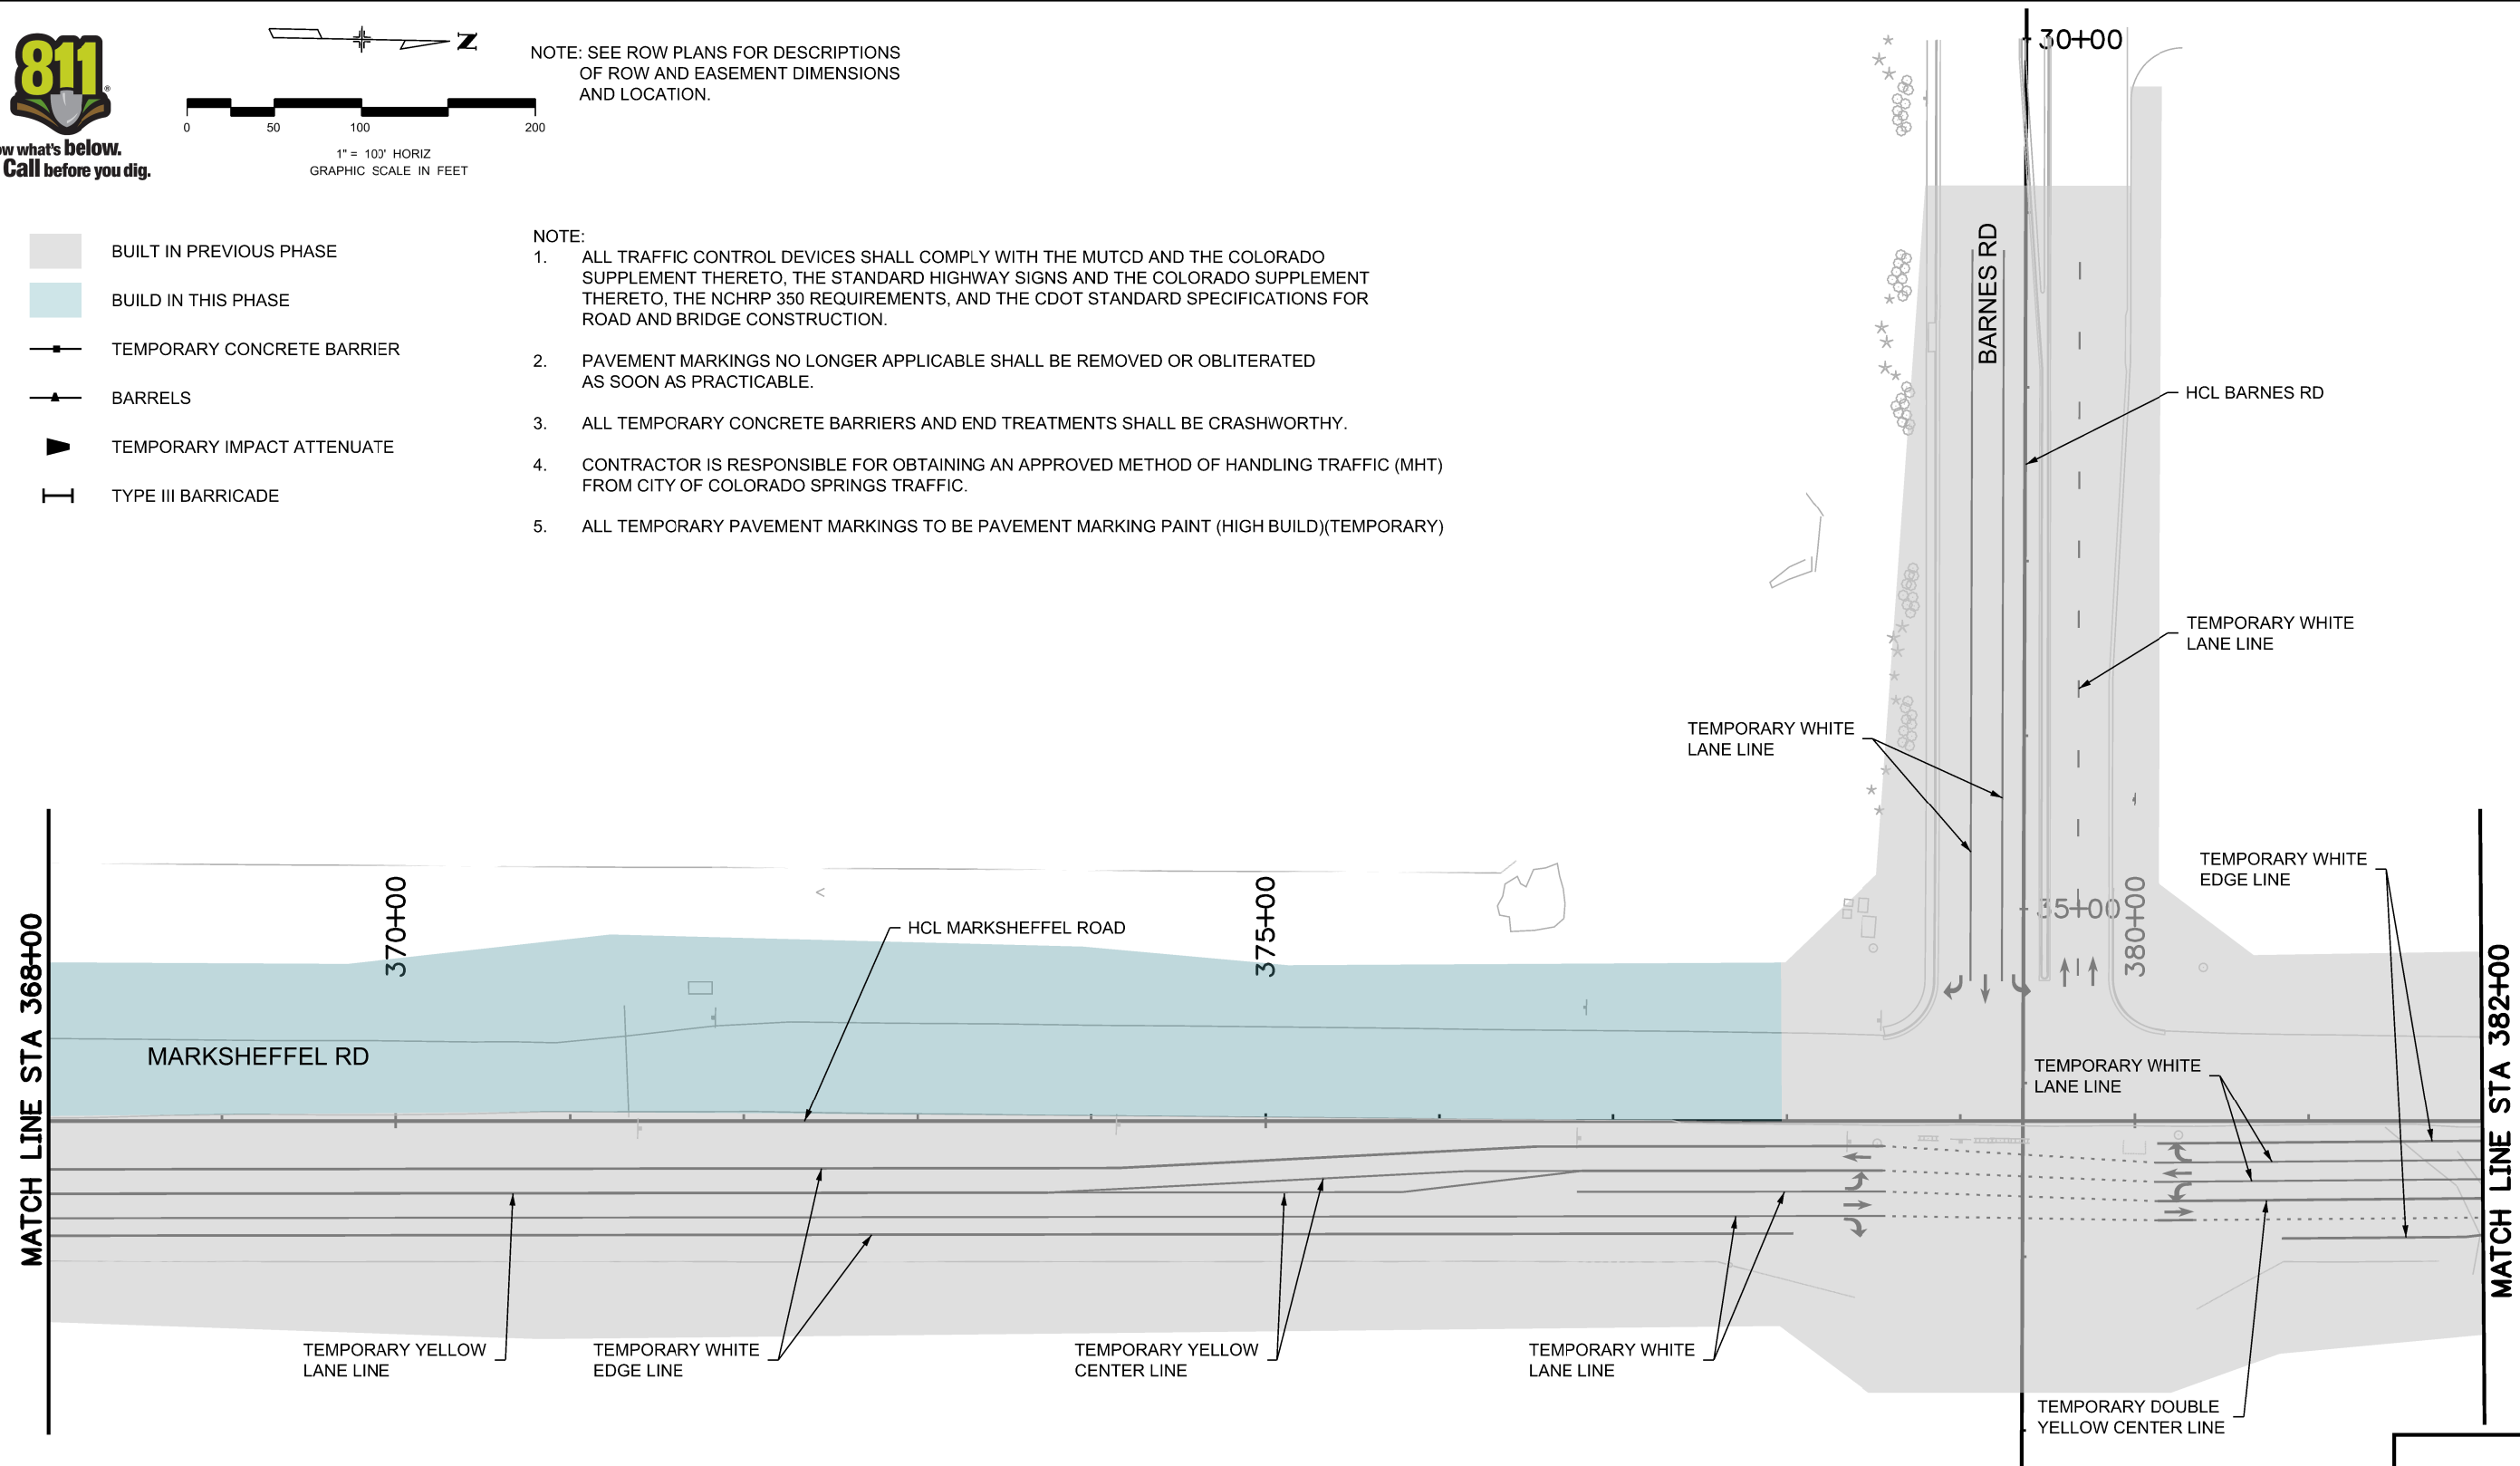 811
®
ow what's below.
Call before you dig.
N
0 50 100 200
1" = 100' HORIZ
GRAPHIC SCALE IN FEET
NOTE: SEE ROW PLANS FOR DESCRIPTIONS
OF ROW AND EASEMENT DIMENSIONS
AND LOCATION.
BUILT IN PREVIOUS PHASE
BUILD IN THIS PHASE
TEMPORARY CONCRETE BARRIER
BARRELS
TEMPORARY IMPACT ATTENUATE
TYPE III BARRICADE
NOTE:
1. ALL TRAFFIC CONTROL DEVICES SHALL COMPLY WITH THE MUTCD AND THE COLORADO
SUPPLEMENT THERETO, THE STANDARD HIGHWAY SIGNS AND THE COLORADO SUPPLEMENT
THERETO, THE NCHRP 350 REQUIREMENTS, AND THE CDOT STANDARD SPECIFICATIONS FOR
ROAD AND BRIDGE CONSTRUCTION.
2. PAVEMENT MARKINGS NO LONGER APPLICABLE SHALL BE REMOVED OR OBLITERATED
AS SOON AS PRACTICABLE.
3. ALL TEMPORARY CONCRETE BARRIERS AND END TREATMENTS SHALL BE CRASHWORTHY.
4. CONTRACTOR IS RESPONSIBLE FOR OBTAINING AN APPROVED METHOD OF HANDLING TRAFFIC (MHT)
FROM CITY OF COLORADO SPRINGS TRAFFIC.
5. ALL TEMPORARY PAVEMENT MARKINGS TO BE PAVEMENT MARKING PAINT (HIGH BUILD)(TEMPORARY)
30+00
BARNES RD
HCL BARNES RD
TEMPORARY WHITE
LANE LINE
TEMPORARY WHITE
LANE LINE
TEMPORARY WHITE
EDGE LINE
35+00
380+00
MATCH LINE STA 368+00
370+00
HCL MARKSHEFFEL ROAD
375+00
MARKSHEFFEL RD
TEMPORARY WHITE
LANE LINE
MATCH LINE STA 382+00
TEMPORARY YELLOW
LANE LINE
TEMPORARY WHITE
EDGE LINE
TEMPORARY YELLOW
CENTER LINE
TEMPORARY WHITE
LANE LINE
TEMPORARY DOUBLE
YELLOW CENTER LINE